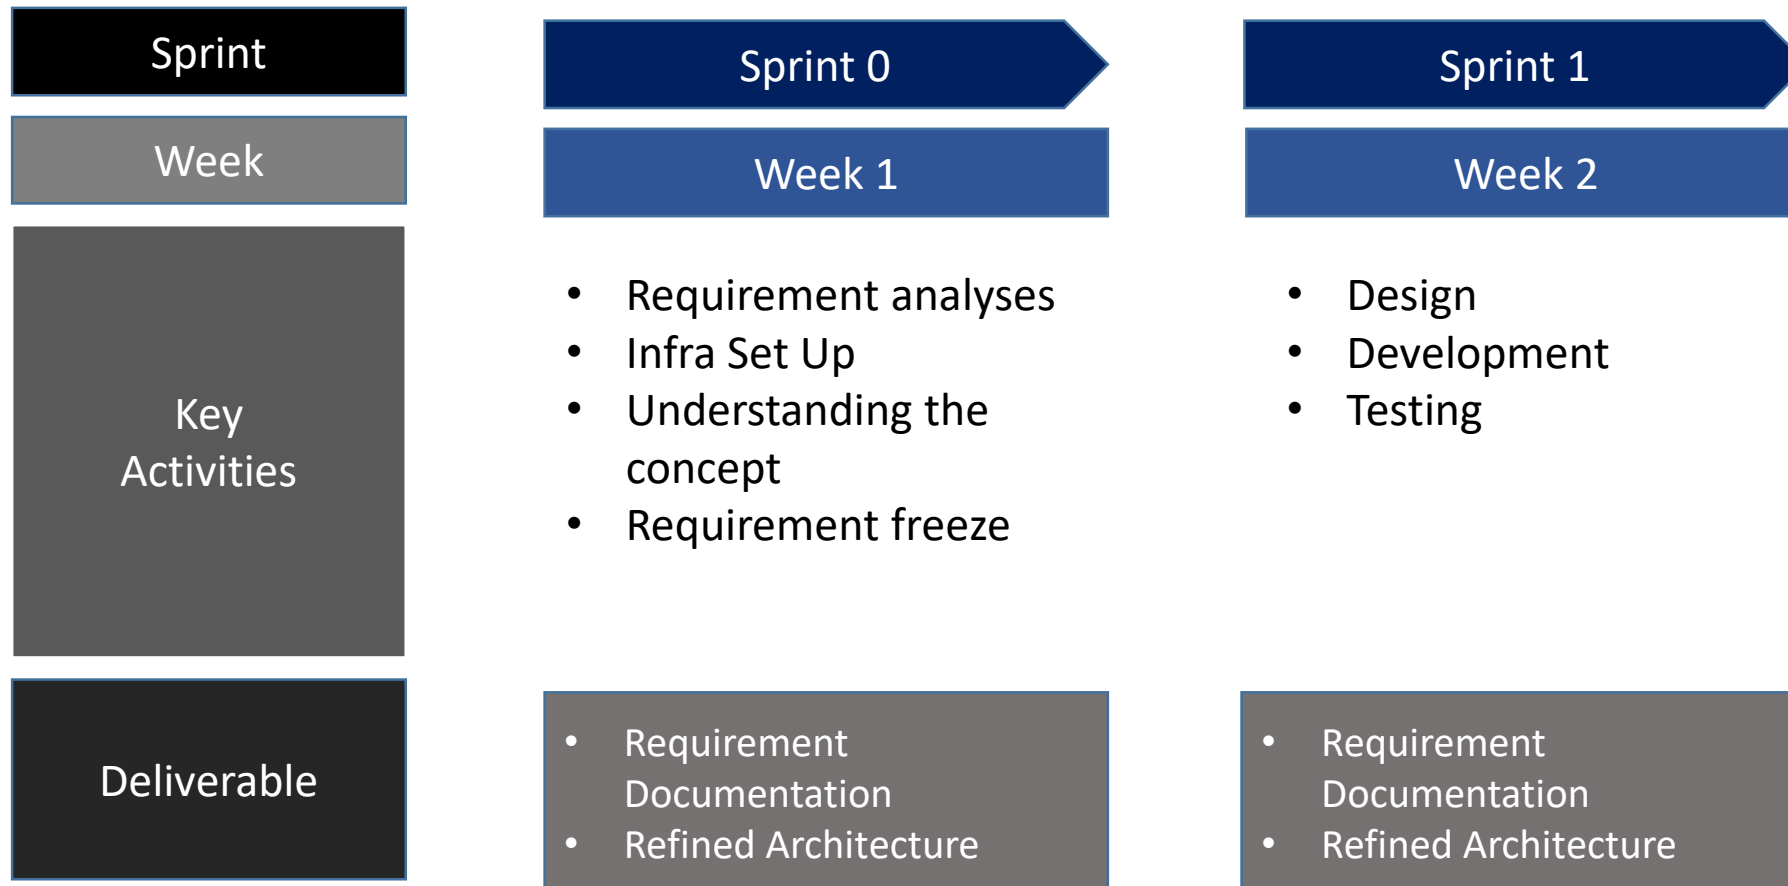 Sprint
Sprint 0
Sprint 1
Week
Week 1
Week 2
Key
Activities
• Requirement analyses
• Infra Set Up
• Understanding the
concept
• Requirement freeze
• Design
• Development
• Testing
Deliverable
• Requirement
Documentation
• Refined Architecture
• Requirement
Documentation
• Refined Architecture